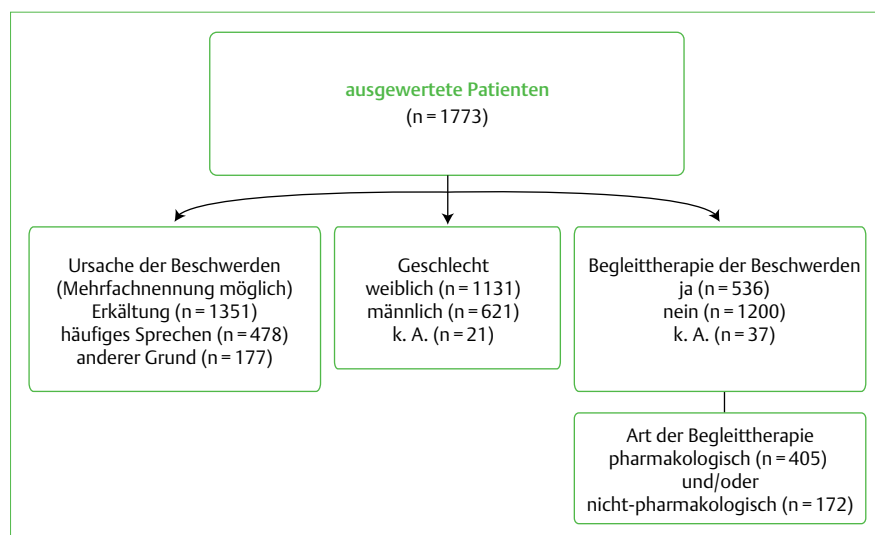 ausgewertete Patienten
(n = 1773)
Ursache der Beschwerden
(Mehrfachnennung möglich)
Erkältung (n = 1351)
häufiges Sprechen (n = 478)
anderer Grund (n = 177)
Geschlecht
weiblich (n = 1131)
männlich (n = 621)
k. A. (n = 21)
Begleittherapie der Beschwerden
ja (n = 536)
nein (n = 1200)
k. A. (n = 37)
Art der Begleittherapie
pharmakologisch (n = 405)
und/oder
nicht-pharmakologisch (n = 172)